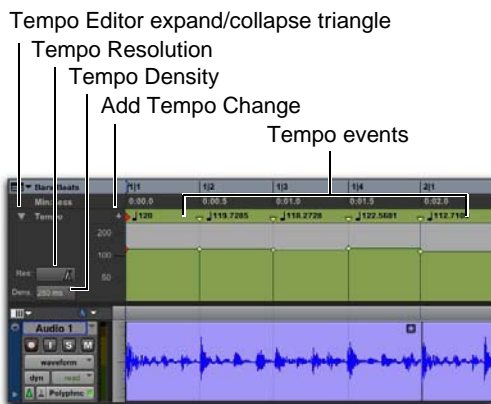 Tempo Editor expand/collapse triangle
Tempo Resolution
Tempo Density
Add Tempo Change
Tempo events
Bars|Beats 1|1 1|2 1|3 1|4 2|1
Min:Secs 0:00.0 0:00.5 0:01.0 0:01.5 0:02.0
Tempo + 120 119.7285 118.2728 122.5681 112.710
200
100
50
Res:
Dens: 250 ms
Audio 1
I S M
waveform
dyn read
Polyphnc